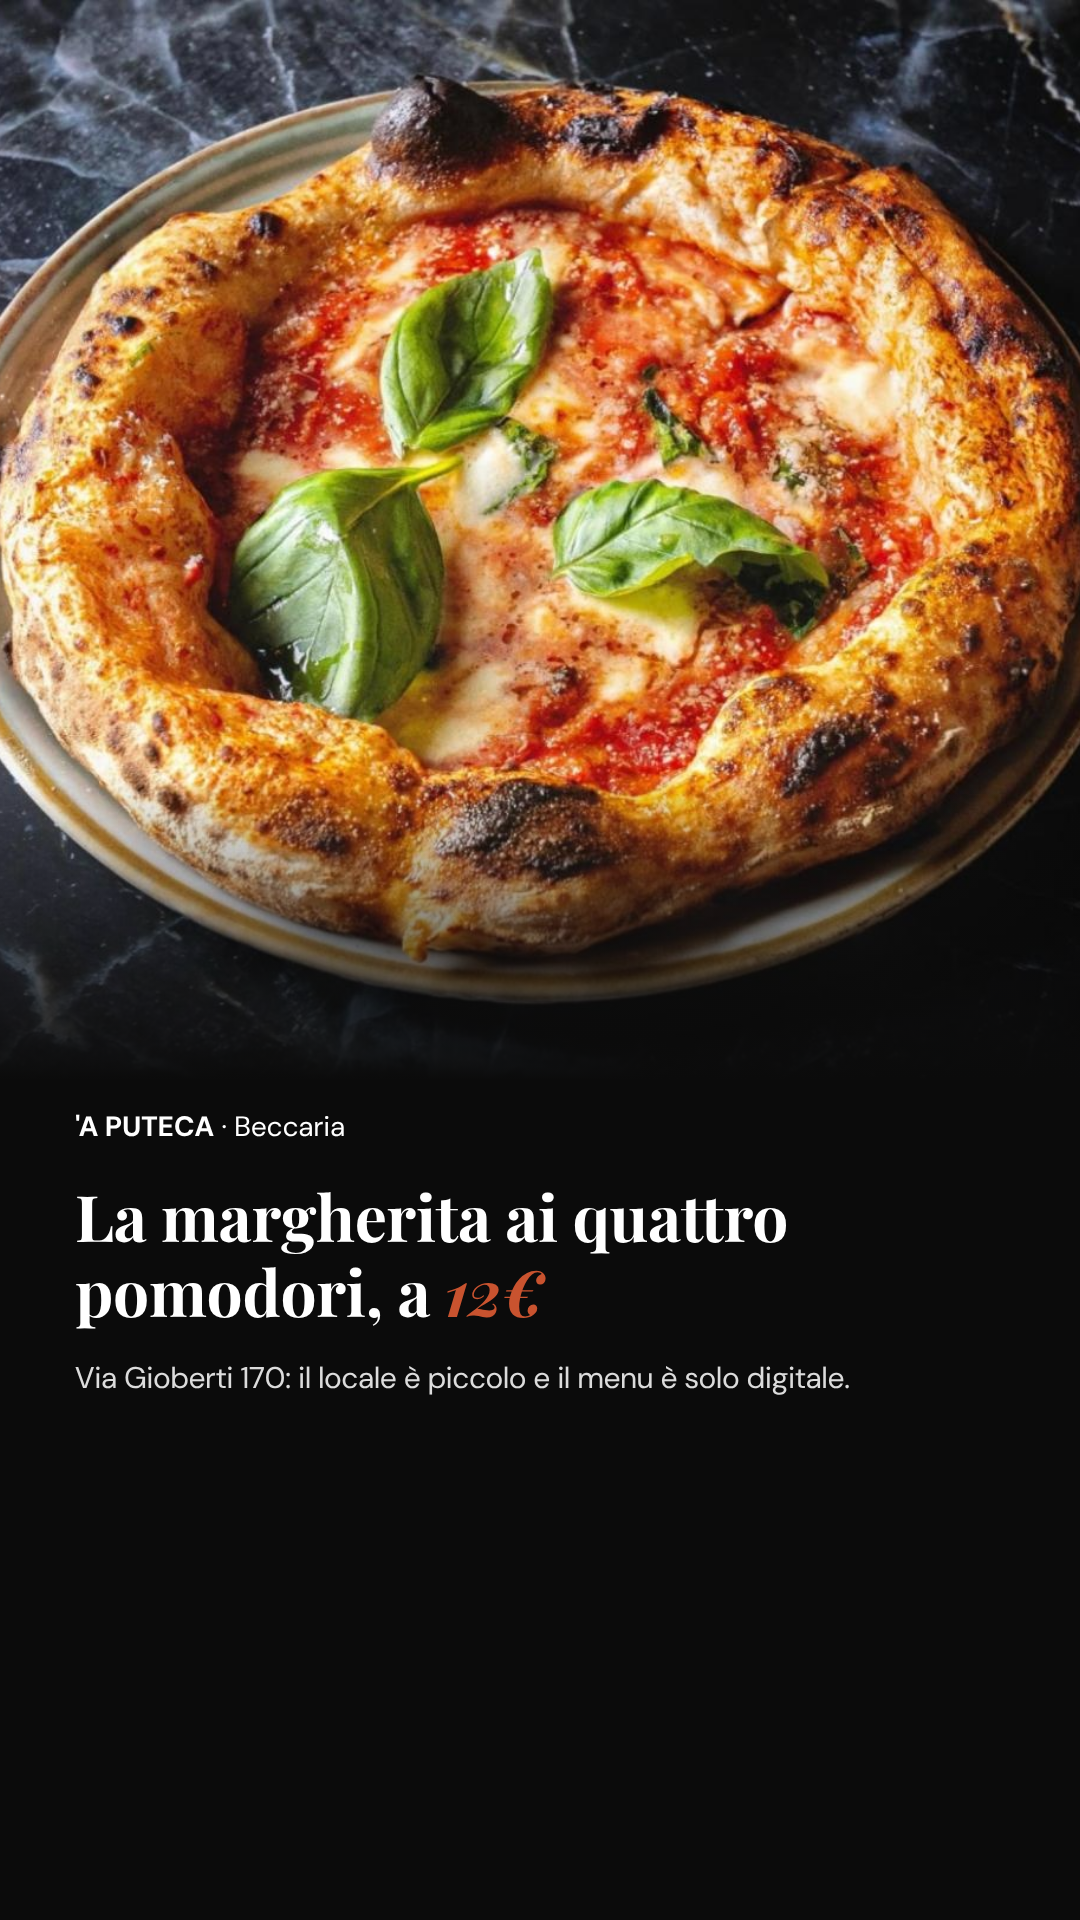 'A PUTECA · Beccaria
La margherita ai quattro
pomodori, a 12€
Via Gioberti 170: il locale è piccolo e il menu è solo digitale.